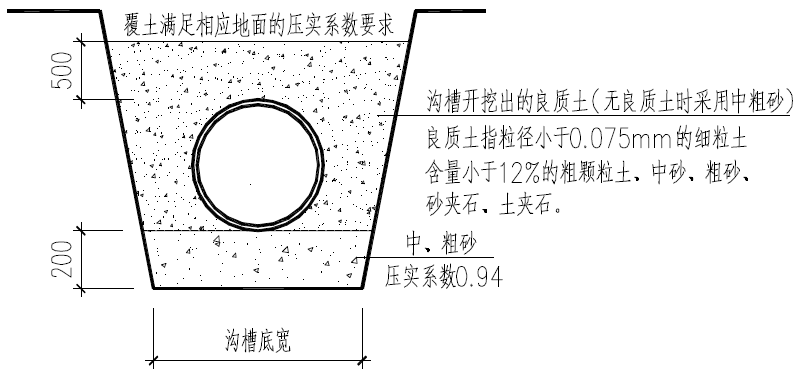 覆土满足相应地面的压实系数要求
500
沟槽开挖出的良质土(无良质土时采用中粗砂)
良质土指粒径小于0.075mm的细粒土
含量小于12%的粗颗粒土、中砂、粗砂、
砂夹石、土夹石。
200
中、粗砂
压实系数0.94
沟槽底宽